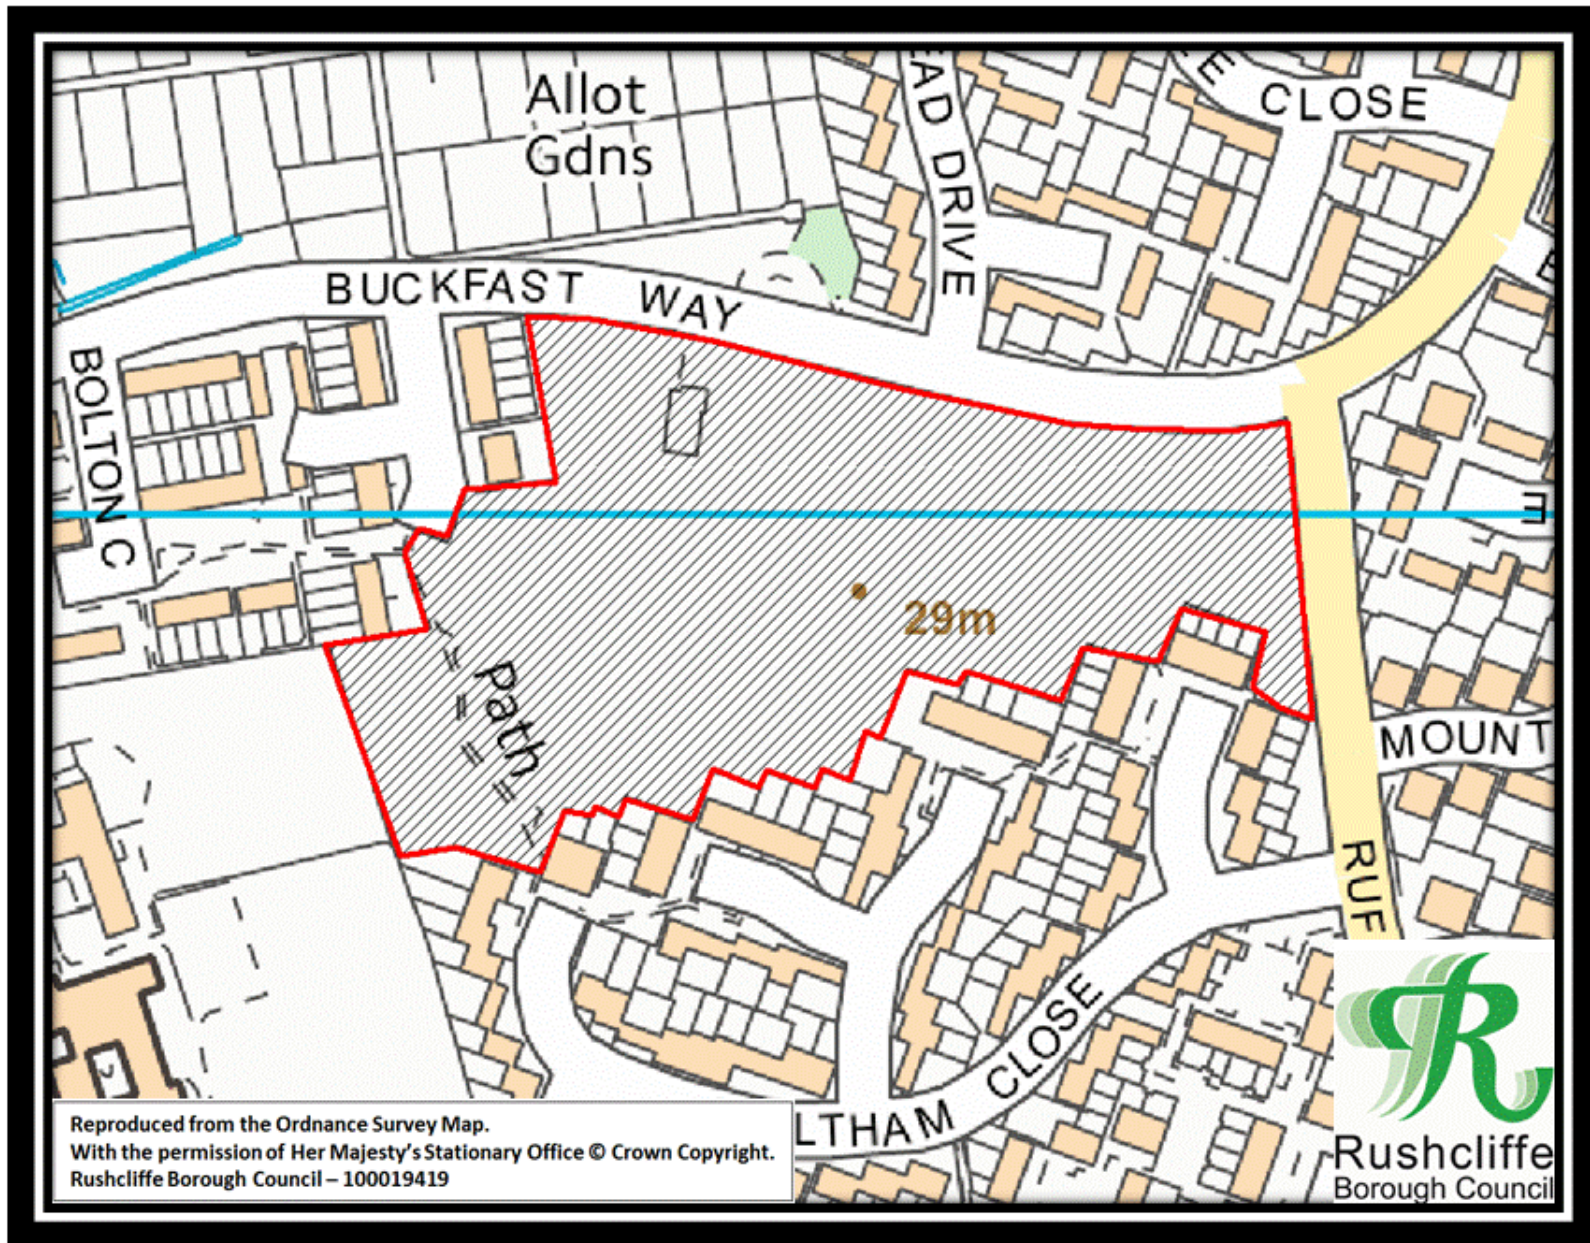 Allot
Gdns
EAD DRIVE
CLOSE
BUCKFAST WAY
BOLTON C
29m
Path
MOUNT
RUF
LTHAM CLOSE
Reproduced from the Ordnance Survey Map.
With the permission of Her Majesty's Stationary Office © Crown Copyright.
Rushcliffe Borough Council – 100019419
R
Rushcliffe
Borough Council